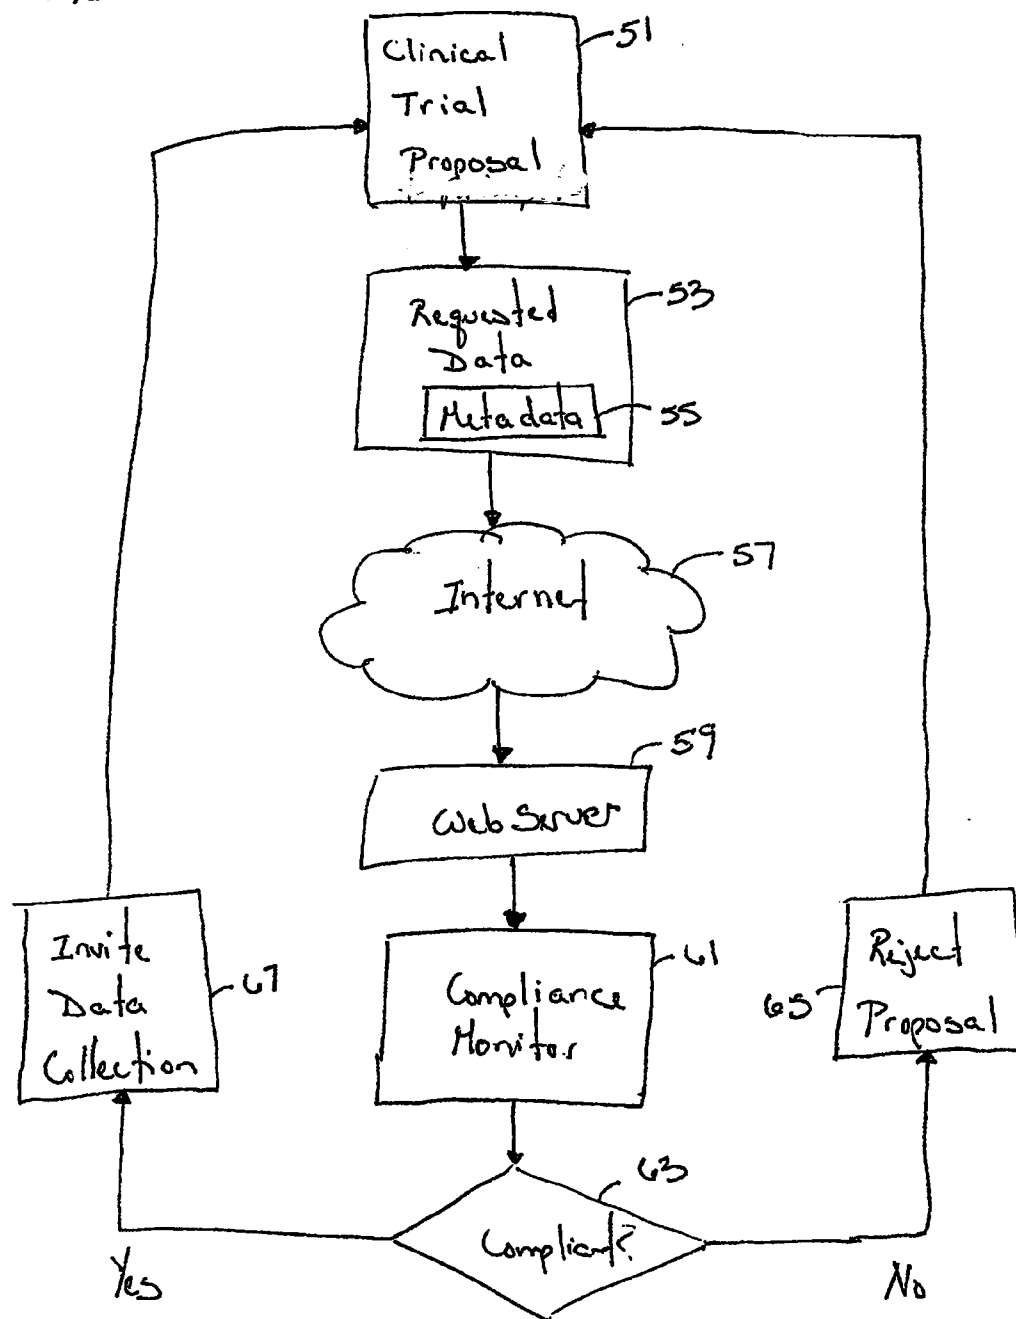 51
Clinical
Trial
Proposal
53
Requested
Data
Metadata
55
57
Internet
59
Web Server
61
Compliance
Monitor
Invite
Data
Collection
67
Reject
Proposal
65
63
Compliant?
Yes
No